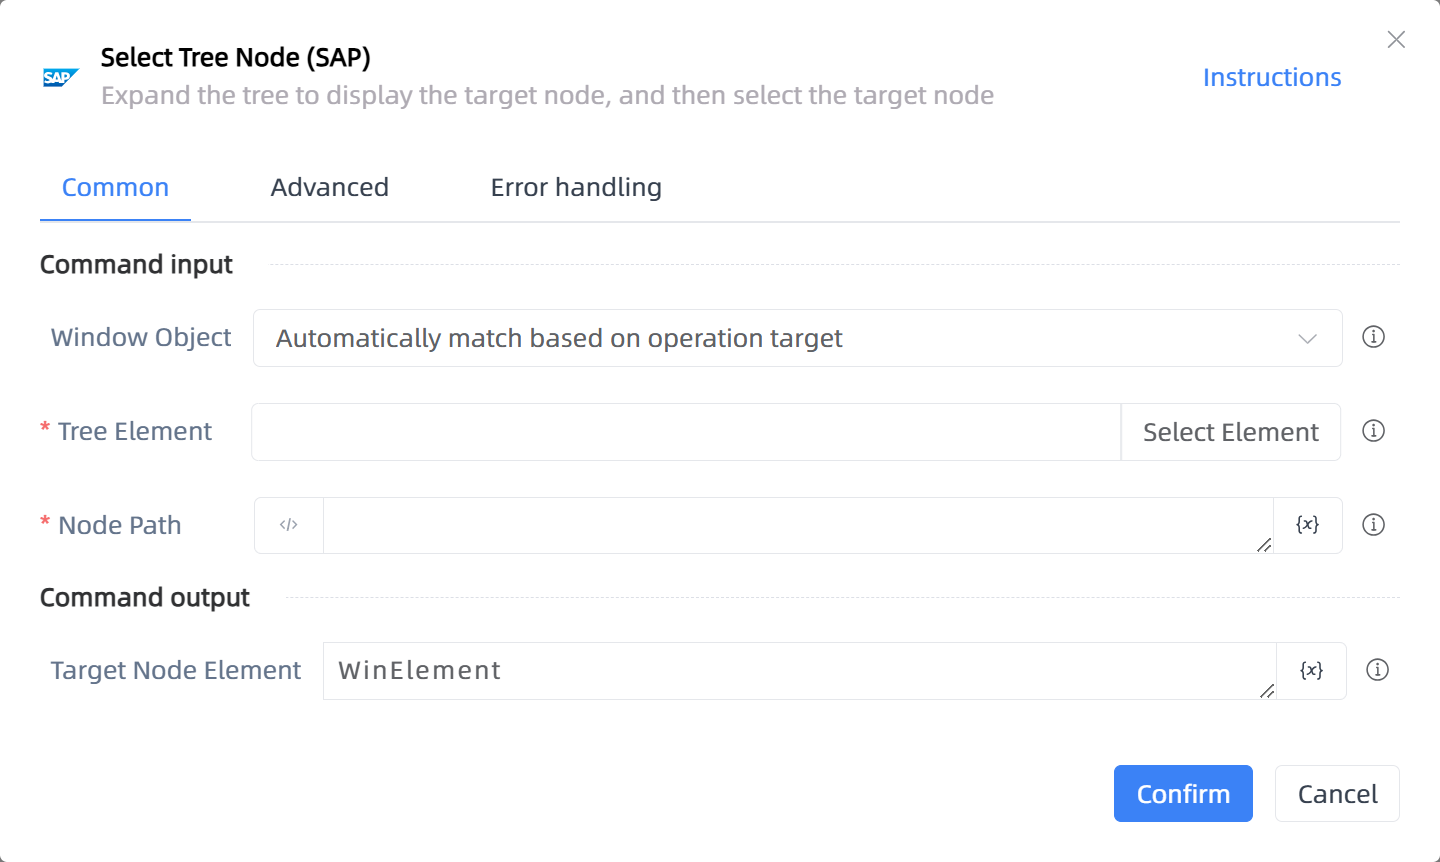 SAP
Select Tree Node (SAP)
Expand the tree to display the target node, and then select the target node
Instructions
Common
Advanced
Error handling
Command input
Window Object
Automatically match based on operation target
* Tree Element
Select Element
* Node Path
</>
{x}
Command output
Target Node Element
WinElement
{x}
Confirm
Cancel